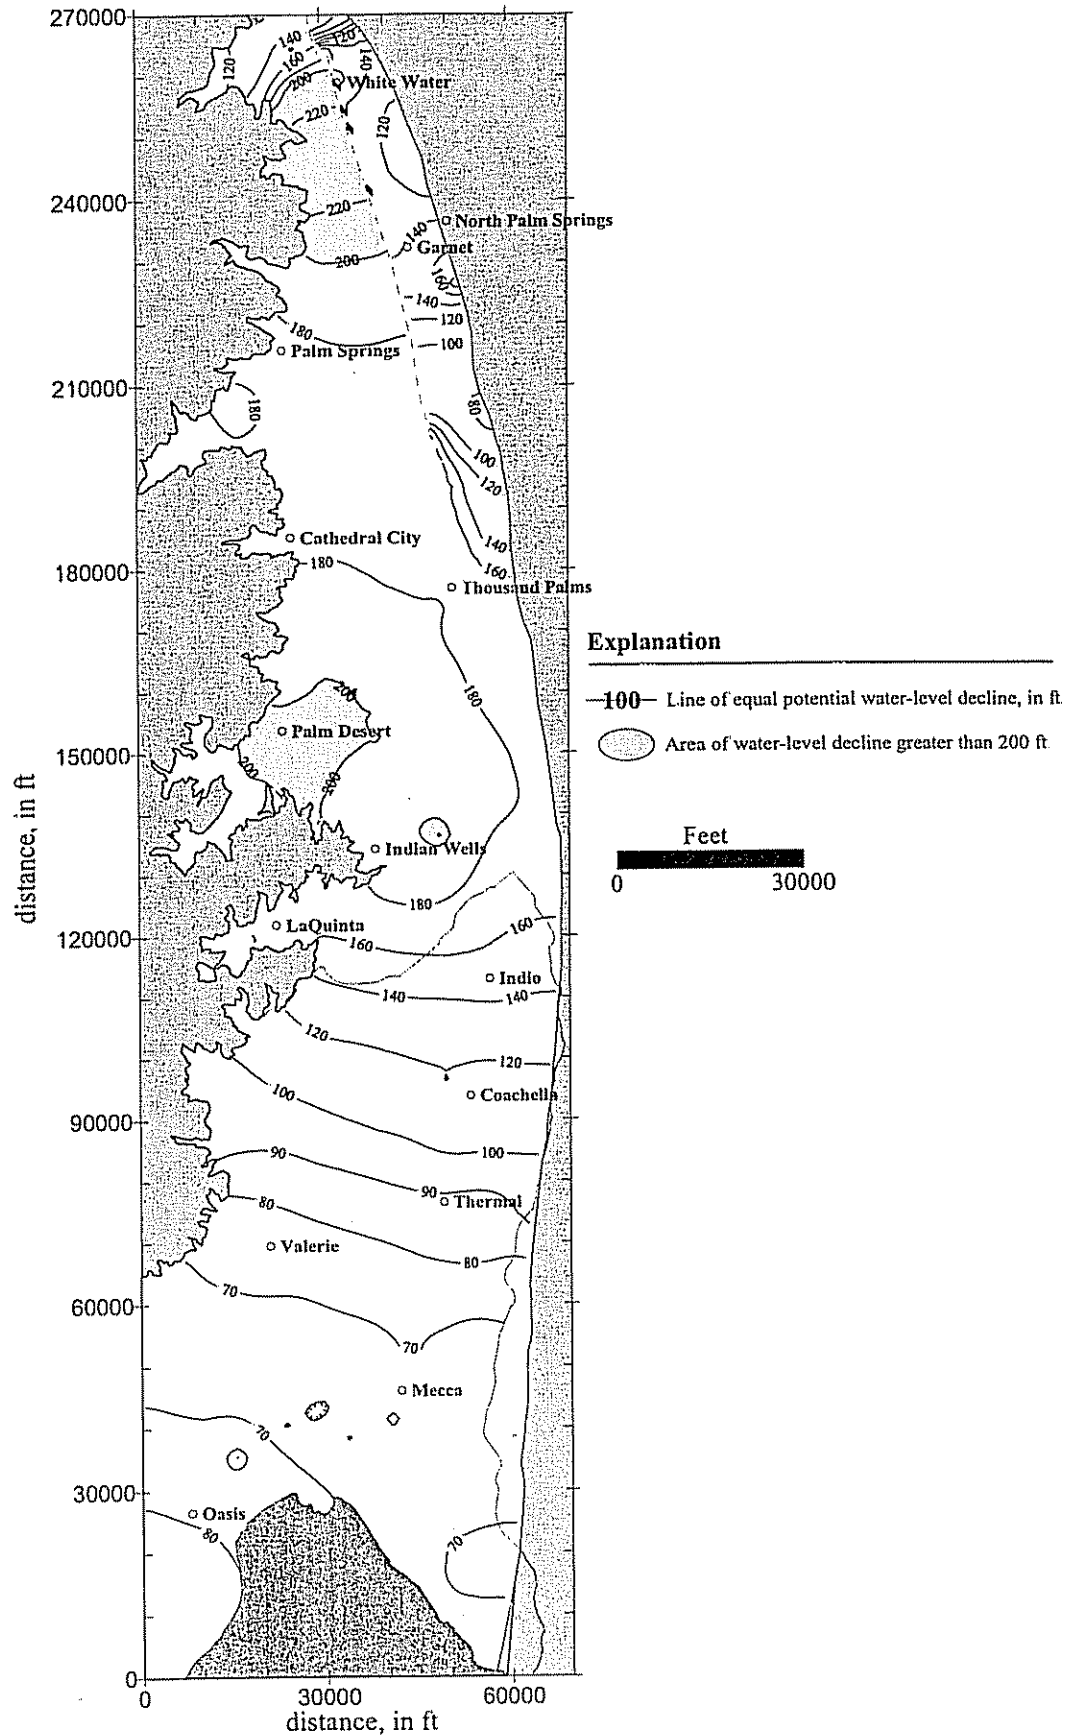 270000
140
120
120
160
140
200
White Water
220
120
240000
220
North Palm Springs
140
Garnet
200
160
140
180
120
Palm Springs
100
210000
180
180
100
120
Cathedral City
140
180
160
180000
Thousand Palms
Explanation
180
200
100 Line of equal potential water-level decline, in ft
Palm Desert
Area of water-level decline greater than 200 ft
150000
200
200
distance, in ft
Indian Wells
Feet
0 30000
180
LaQuinta
160
120000
160
Indio
140
140
120
120
100
Coachella
90000
100
90
90
80
Thermal
Valerie
80
70
60000
70
Mecca
70
30000
Oasis
80
70
0
0 30000 60000
distance, in ft